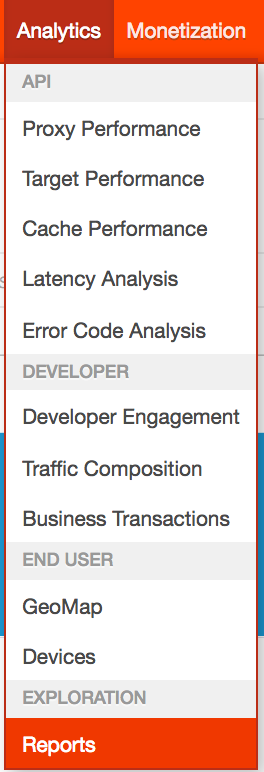 Analytics Monetization
API
Proxy Performance
Target Performance
Cache Performance
Latency Analysis
Error Code Analysis
DEVELOPER
Developer Engagement
Traffic Composition
Business Transactions
END USER
GeoMap
Devices
EXPLORATION
Reports